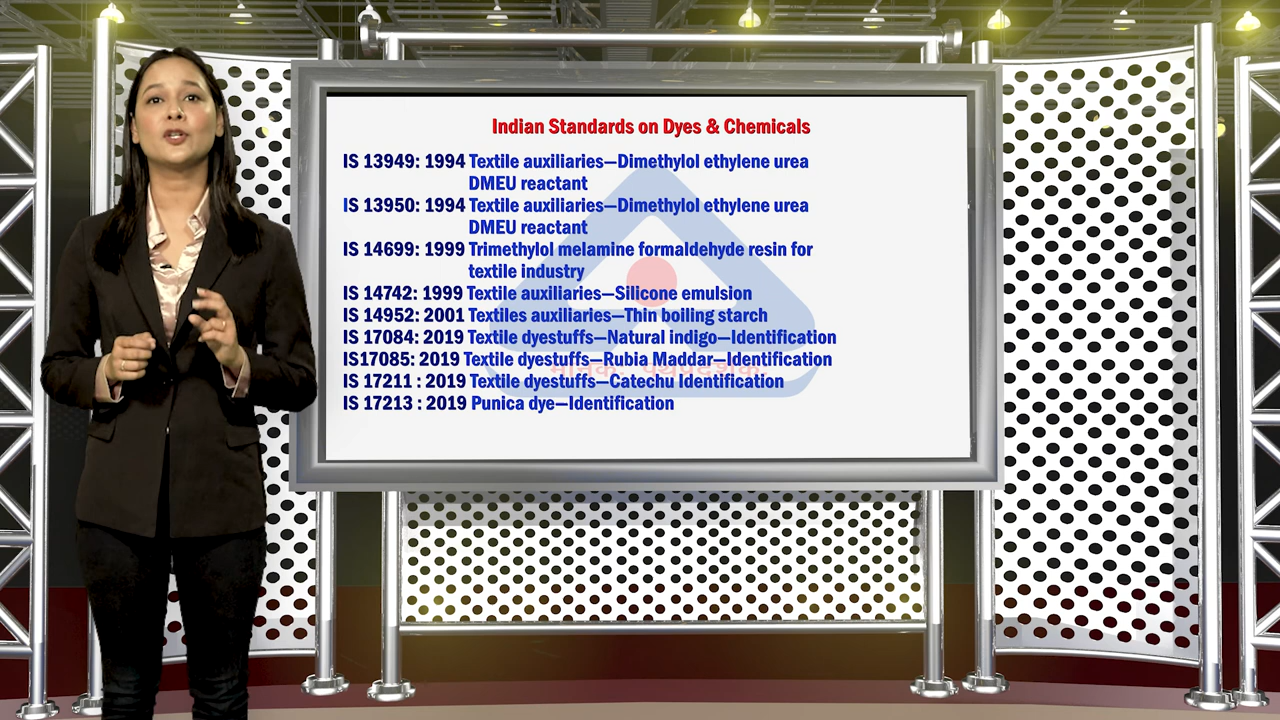 Indian Standards on Dyes & Chemicals
IS 13949: 1994 Textile auxiliaries—Dimethylol ethylene urea
DMEU reactant
IS 13950: 1994 Textile auxiliaries—Dimethylol ethylene urea
DMEU reactant
IS 14699: 1999 Trimethylol melamine formaldehyde resin for
textile industry
IS 14742: 1999 Textile auxiliaries—Silicone emulsion
IS 14952: 2001 Textiles auxiliaries—Thin boiling starch
IS 17084: 2019 Textile dyestuffs—Natural indigo—Identification
IS17085: 2019 Textile dyestuffs—Rubia Maddar—Identification
मानकः पथप्रदर्शकः
IS 17211 : 2019 Textile dyestuffs—Catechu Identification
IS 17213 : 2019 Punica dye—Identification